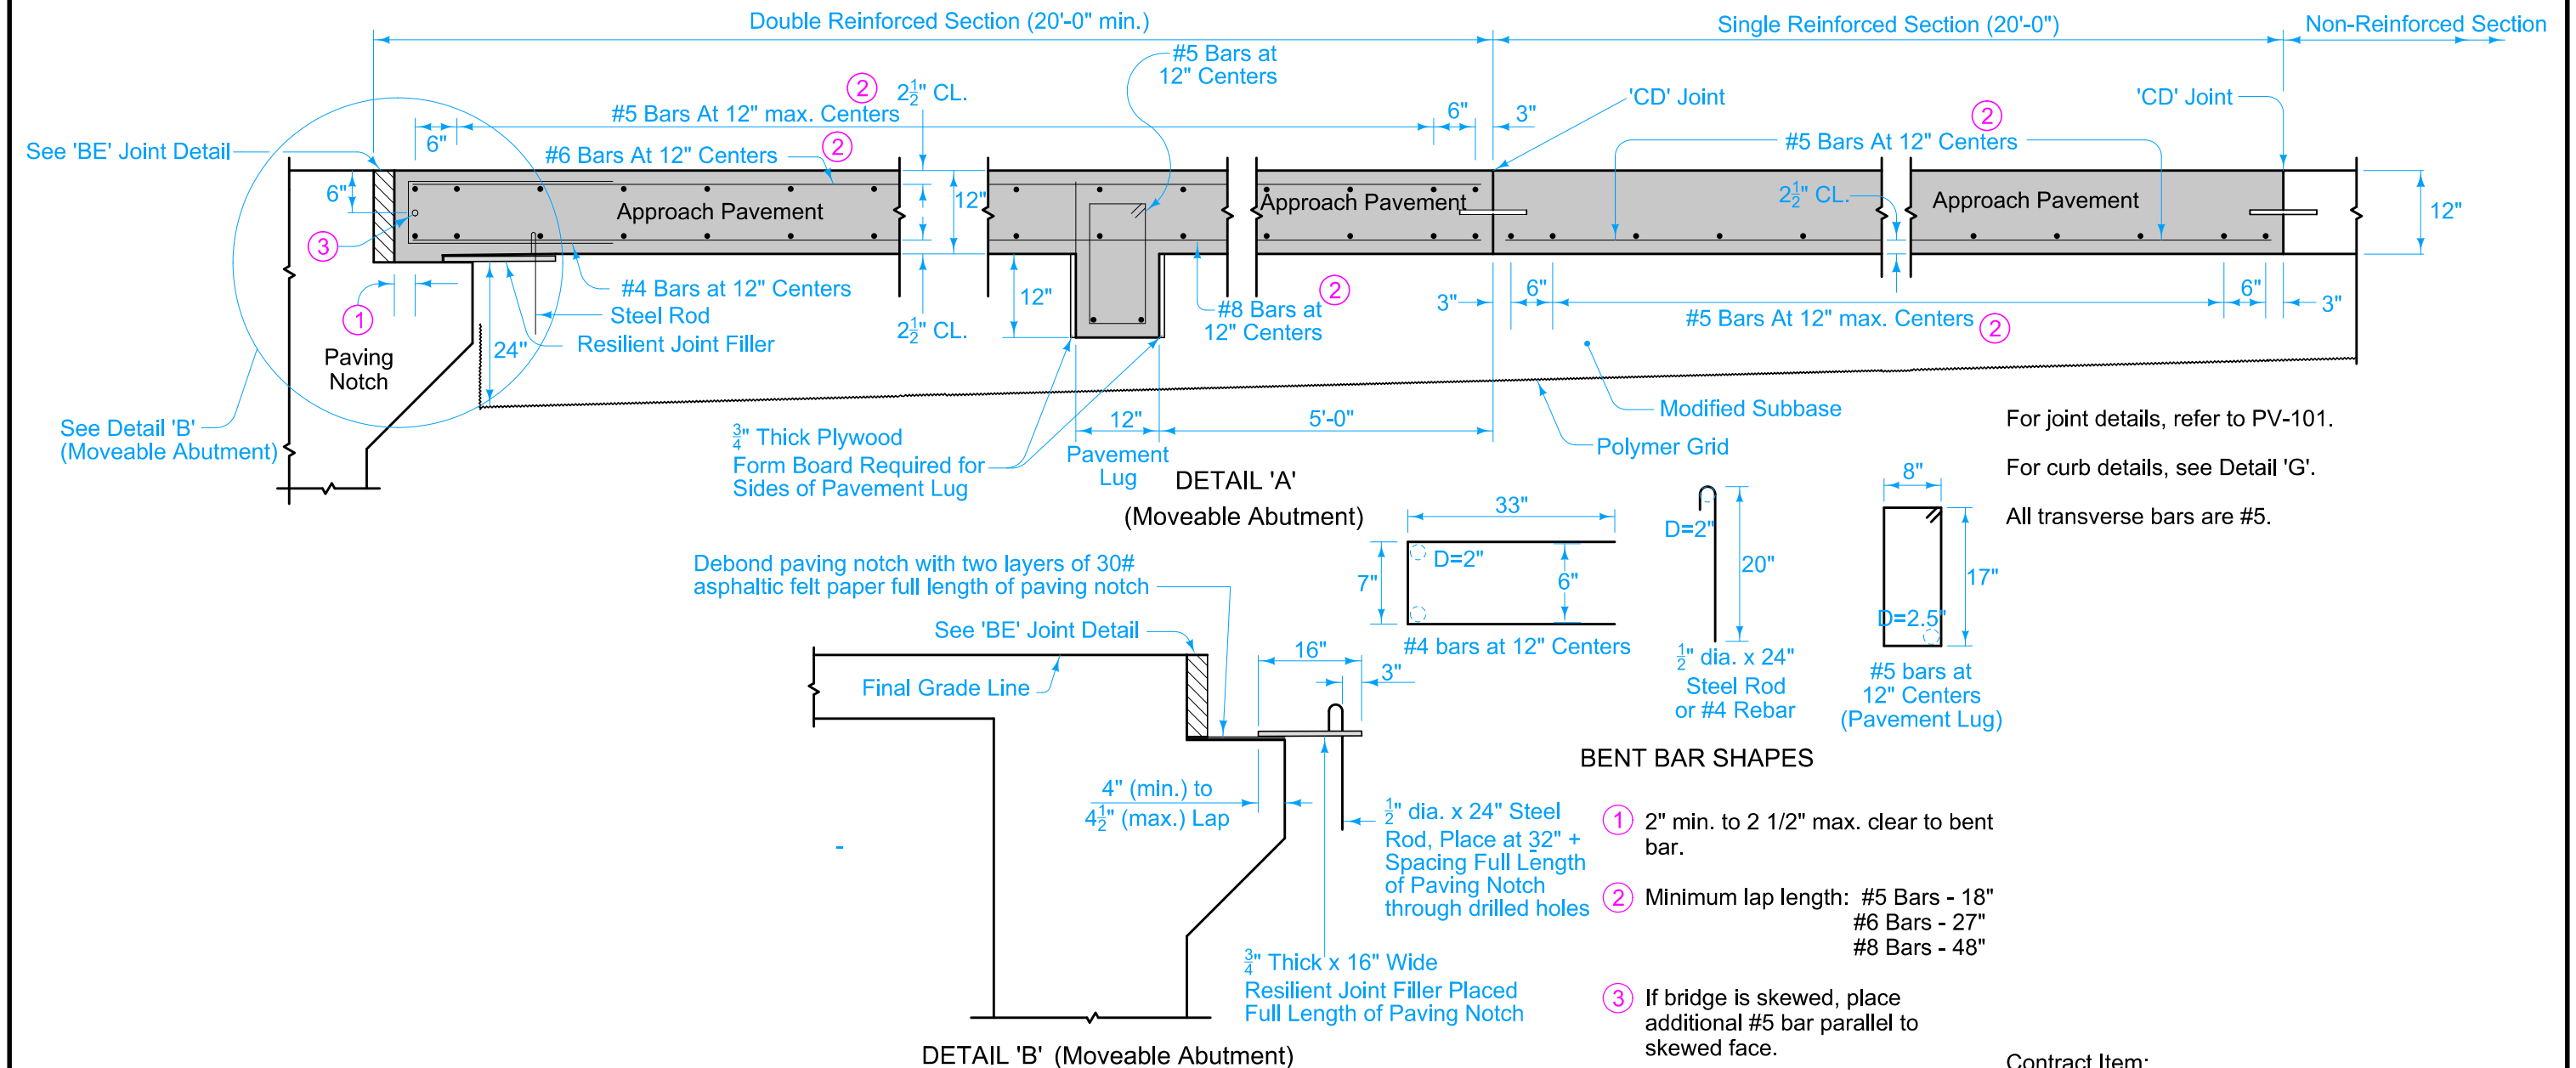 Double Reinforced Section (20'-0" min.)
Single Reinforced Section (20'-0")
Non-Reinforced Section
#5 Bars at
12" Centers
2
2½" CL.
#5 Bars At 12" max. Centers
6"
3"
'CD' Joint
'CD' Joint
2
#5 Bars At 12" Centers
6"
See 'BE' Joint Detail
#6 Bars At 12" Centers
2
6"
12"
Approach Pavement
Approach Pavement
2½" CL.
Approach Pavement
12"
3
#4 Bars at 12" Centers
Steel Rod
Resilient Joint Filler
1
24"
Paving
Notch
2½" CL.
12"
#8 Bars at
12" Centers
2
3"
6"
#5 Bars At 12" max. Centers
2
6"
3"
See Detail 'B'
(Moveable Abutment)
¾" Thick Plywood
Form Board Required for
Sides of Pavement Lug
12"
Pavement
Lug
5'-0"
Modified Subbase
Polymer Grid
DETAIL 'A'
(Moveable Abutment)
For joint details, refer to PV-101.
For curb details, see Detail 'G'.
All transverse bars are #5.
33"
7"
D=2"
6"
#4 bars at 12" Centers
D=2"
20"
½" dia. x 24"
Steel Rod
or #4 Rebar
8"
17"
D=2.5"
#5 bars at
12" Centers
(Pavement Lug)
BENT BAR SHAPES
Debond paving notch with two layers of 30#
asphaltic felt paper full length of paving notch
See 'BE' Joint Detail
Final Grade Line
16"
3"
4" (min.) to
4½" (max.) Lap
½" dia. x 24" Steel
Rod, Place at 32" ±
Spacing Full Length
of Paving Notch
through drilled holes
¾" Thick x 16" Wide
Resilient Joint Filler Placed
Full Length of Paving Notch
DETAIL 'B' (Moveable Abutment)
1 2" min. to 2 1/2" max. clear to bent
bar.
2 Minimum lap length: #5 Bars - 18"
#6 Bars - 27"
#8 Bars - 48"
3 If bridge is skewed, place
additional #5 bar parallel to
skewed face.
Contract Item: